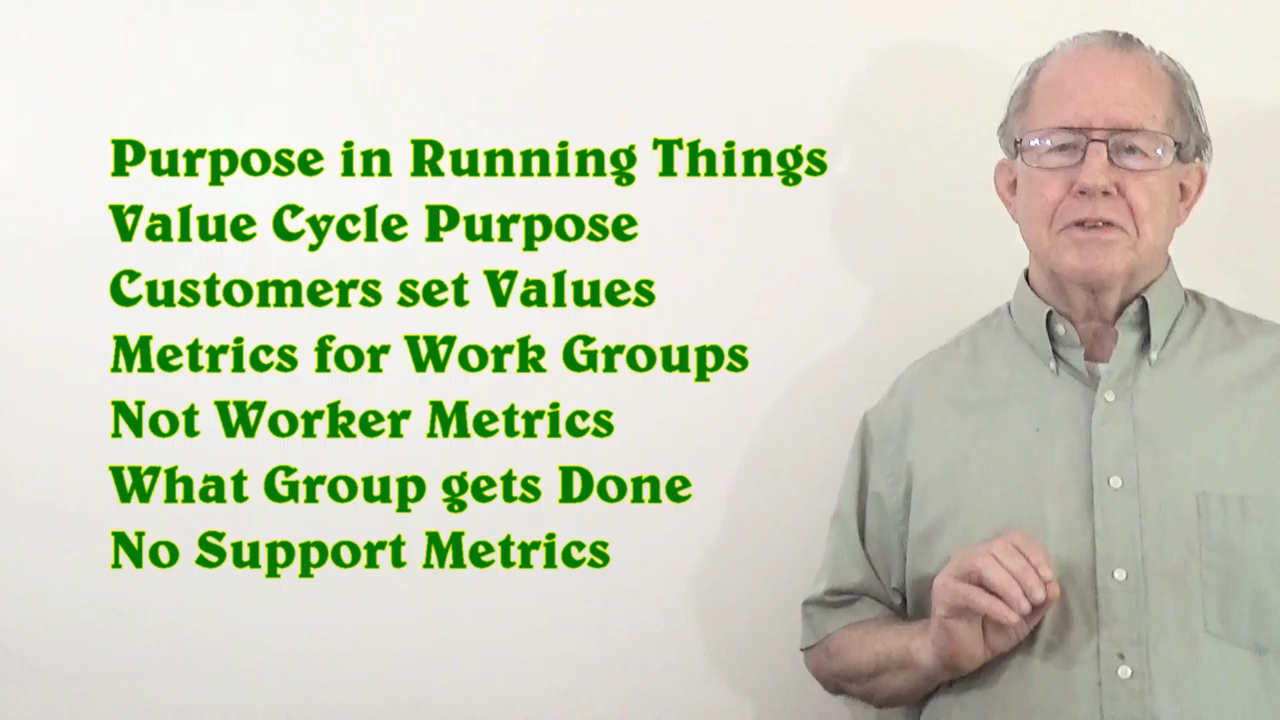 Purpose in Running Things
Value Cycle Purpose
Customers set Values
Metrics for Work Groups
Not Worker Metrics
What Group gets Done
No Support Metrics